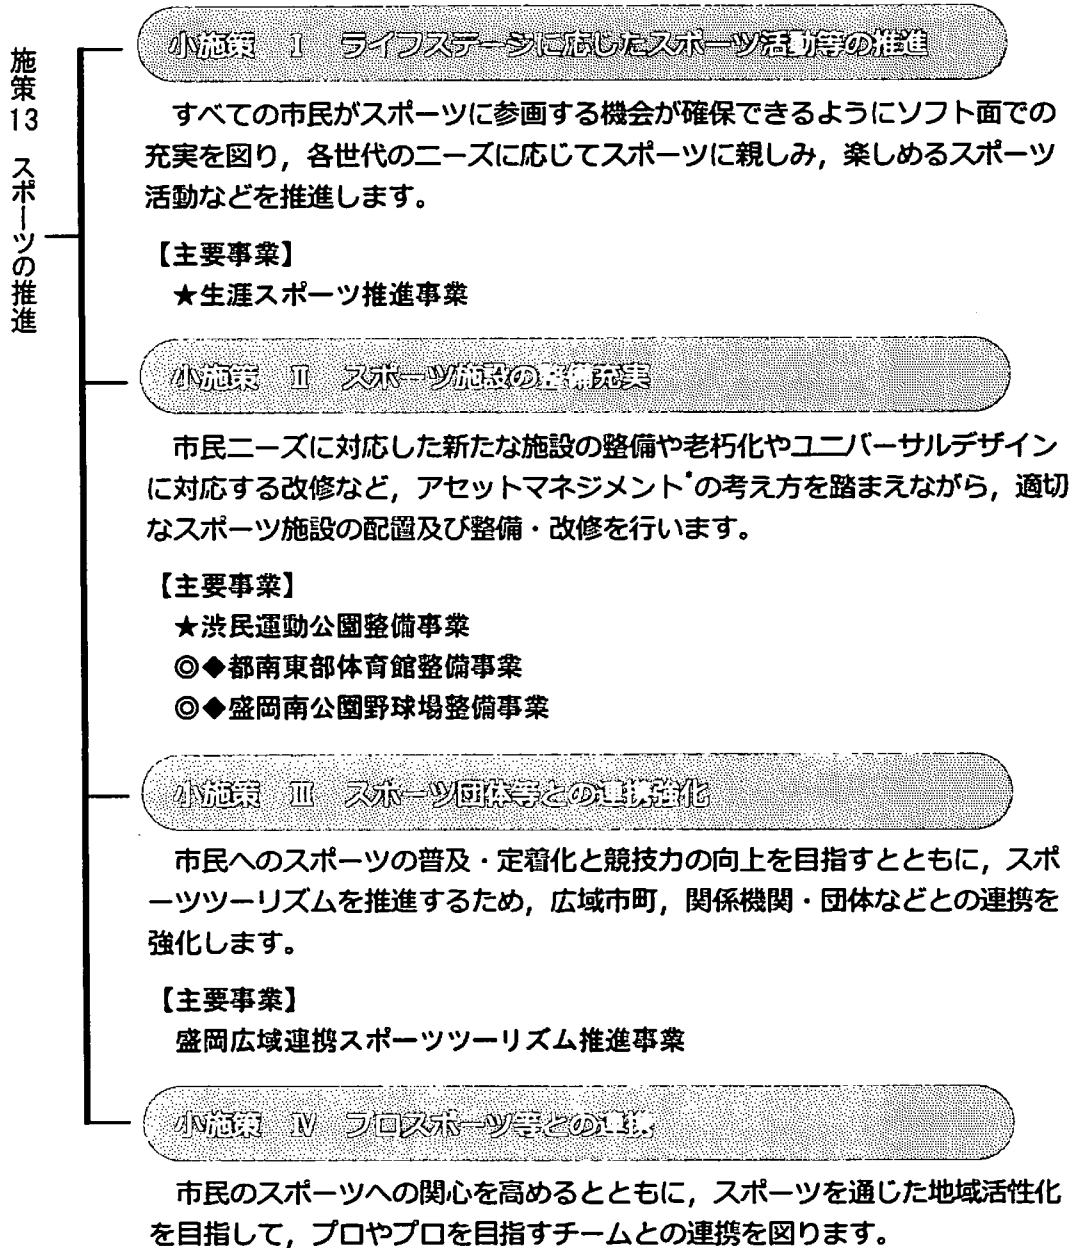 施策13 スポーツの推進
小施策 Ⅰ ライフステージに応じたスポーツ活動等の推進
すべての市民がスポーツに参画する機会が確保できるようにソフト面での
充実を図り，各世代のニーズに応じてスポーツに親しみ，楽しめるスポーツ
活動などを推進します。
【主要事業】
★生涯スポーツ推進事業
小施策 Ⅱ スポーツ施設の整備充実
市民ニーズに対応した新たな施設の整備や老朽化やユニバーサルデザイン
に対応する改修など，アセットマネジメント*の考え方を踏まえながら，適切
なスポーツ施設の配置及び整備・改修を行います。
【主要事業】
★渋民運動公園整備事業
◎◆都南東部体育館整備事業
◎◆盛岡南公園野球場整備事業
小施策 Ⅲ スポーツ団体等との連携強化
市民へのスポーツの普及・定着化と競技力の向上を目指すとともに，スポ
ーツツーリズムを推進するため，広域市町，関係機関・団体などとの連携を
強化します。
【主要事業】
盛岡広域連携スポーツツーリズム推進事業
小施策 Ⅳ プロスポーツ等との連携
市民のスポーツへの関心を高めるとともに，スポーツを通じた地域活性化
を目指して，プロやプロを目指すチームとの連携を図ります。